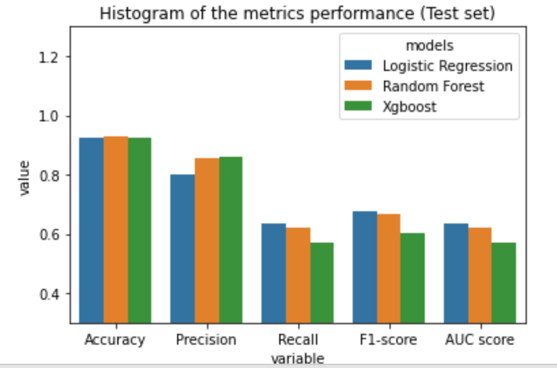 Histogram of the metrics performance (Test set)
models
Logistic Regression
Random Forest
Xgboost
1.2
1.0
0.8
0.6
0.4
value
Accuracy Precision Recall F1-score AUC score
variable